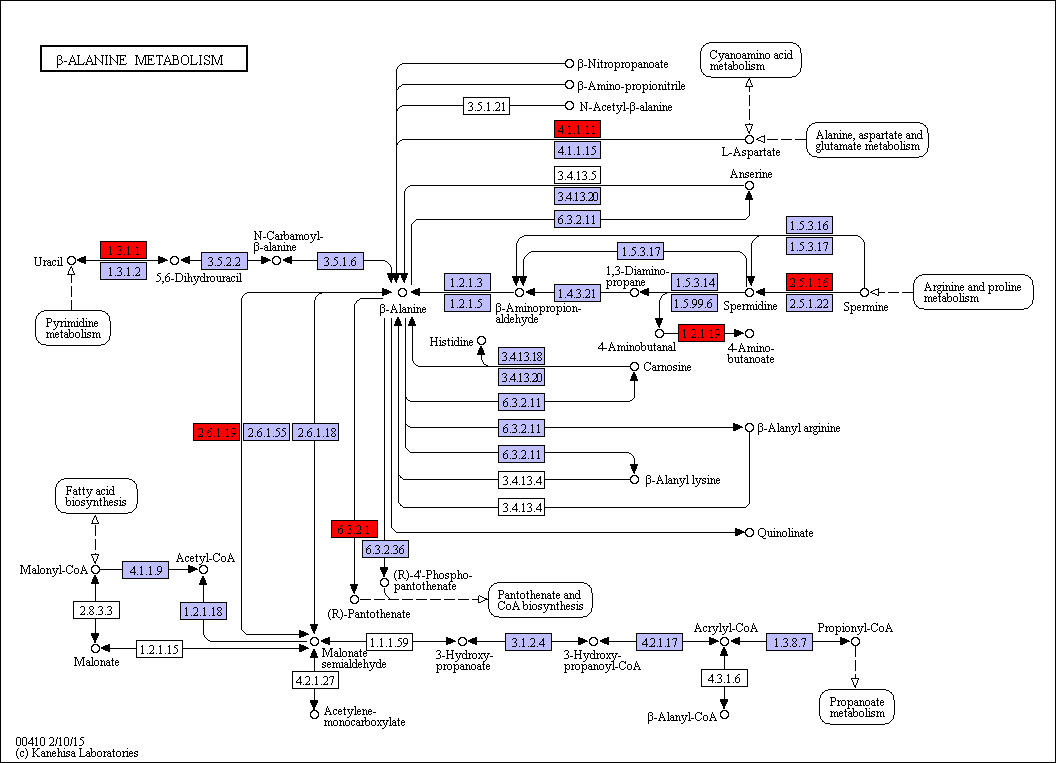 β-ALANINE METABOLISM
β-Nitropropanoate
β-Amino-propionitrile
3.5.1.21
N-Acetyl-β-alanine
Cyanoamino acid
metabolism
4.1.1.11
4.1.1.15
L-Aspartate
Alanine, aspartate and
glutamate metabolism
3.4.13.5
3.4.13.20
Anserine
6.3.2.11
Uracil
1.3.1.1
1.3.1.2
5,6-Dihydrouracil
3.5.2.2
N-Carbamoyl-
β-alanine
3.5.1.6
Pyrimidine
metabolism
β-Alanine
1.2.1.3
1.2.1.5
β-Aminopropion-
aldehyde
1.4.3.21
1,3-Diamino-
propane
1.5.3.17
1.5.3.14
1.5.99.6
Spermidine
1.5.3.16
1.5.3.17
2.5.1.16
2.5.1.22
Spermine
Arginine and proline
metabolism
4-Aminobutanal
1.2.1.19
4-Amino-
butanoate
Histidine
3.4.13.18
3.4.13.20
Carnosine
6.3.2.11
6.3.2.11
β-Alanyl arginine
6.3.2.11
3.4.13.4
β-Alanyl lysine
3.4.13.4
Quinolinate
2.6.1.19
2.6.1.55
2.6.1.18
6.3.2.1
6.3.2.36
(R)-4'-Phospho-
pantothenate
(R)-Pantothenate
Pantothenate and
CoA biosynthesis
Fatty acid
biosynthesis
Malonyl-CoA
4.1.1.9
Acetyl-CoA
2.8.3.3
1.2.1.18
Malonate
1.2.1.15
Malonate
semialdehyde
1.1.1.59
3-Hydroxy-
propanoate
3.1.2.4
3-Hydroxy-
propanoyl-CoA
4.2.1.17
Acrylyl-CoA
1.3.8.7
Propionyl-CoA
4.2.1.27
Acetylene-
monocarboxylate
4.3.1.6
β-Alanyl-CoA
Propanoate
metabolism
00410 2/10/15
(c) Kanehisa Laboratories